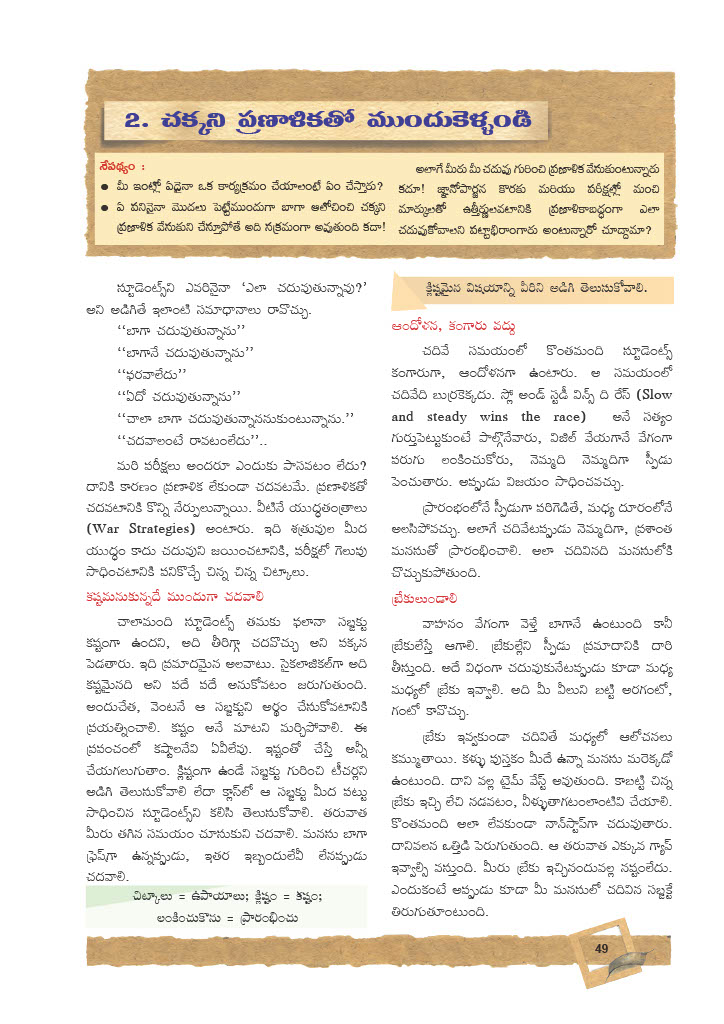 2. చక్కని ప్రణాళికతో ముందుకెళ్ళండి
నేపథ్యం :
● మీ ఇంట్లో ఏదైనా ఒక కార్యక్రమం చేయాలంటే ఏం చేస్తారు?
● ఏ పనినైనా మొదలు పెట్టేముందుగా బాగా ఆలోచించి చక్కని
ప్రణాళిక వేసుకుని చేస్తూపోతే అది సక్రమంగా అవుతుంది కదా!
అలాగే మీరు మీ చదువు గురించి ప్రణాళిక వేసుకుంటున్నారు
కదూ! జ్ఞానోపార్జన కొరకు మరియు పరీక్షల్లో మంచి
మార్కులతో ఉత్తీర్ణులవటానికి ప్రణాళికాబద్ధంగా ఎలా
చదువుకోవాలని పట్టాభిరాంగారు అంటున్నారో చూద్దామా?
స్టూడెంట్స్‌ని ఎవరినైనా ‘ఎలా చదువుతున్నావు?’
అని అడిగితే ఇలాంటి సమాధానాలు రావొచ్చు.
‘‘బాగా చదువుతున్నాను’’
‘‘బాగానే చదువుతున్నాను’’
‘‘ఫరవాలేదు’’
‘‘ఏదో చదువుతున్నాను’’
‘‘చాలా బాగా చదువుతున్నాననుకుంటున్నాను.’’
‘‘చదవాలంటే రావటంలేదు’’..
మరి పరీక్షలు అందరూ ఎందుకు పాసవటం లేదు?
దానికి కారణం ప్రణాళిక లేకుండా చదవటమే. ప్రణాళికతో
చదవటానికి కొన్ని నేర్పులున్నాయి. వీటినే యుద్ధతంత్రాలు
(War Strategies) అంటారు. ఇది శత్రువుల మీద
యుద్ధం కాదు చదువుని జయించటానికి, పరీక్షలో గెలుపు
సాధించటానికి పనికొచ్చే చిన్న చిన్న చిట్కాలు.
కష్టమనుకున్నదే ముందుగా చదవాలి
చాలామంది స్టూడెంట్స్ తమకు ఫలానా సబ్జక్టు
కష్టంగా ఉందని, అది తీరిగ్గా చదవొచ్చు అని పక్కన
పెడతారు. ఇది ప్రమాదమైన అలవాటు. సైకలాజికల్‌గా అది
కష్టమైనది అని పదే పదే అనుకోవటం జరుగుతుంది.
అందుచేత, వెంటనే ఆ సబ్జక్టుని అర్థం చేసుకోవటానికి
ప్రయత్నించాలి. కష్టం అనే మాటని మర్చిపోవాలి. ఈ
ప్రపంచంలో కష్టాలనేవి ఏవీలేవు. ఇష్టంతో చేస్తే అన్నీ
చేయగలుగుతాం. క్లిష్టంగా ఉండే సబ్జక్టు గురించి టీచర్లని
అడిగి తెలుసుకోవాలి లేదా క్లాస్‌లో ఆ సబ్జక్టు మీద పట్టు
సాధించిన స్టూడెంట్స్‌ని కలిసి తెలుసుకోవాలి. తరువాత
మీరు తగిన సమయం చూసుకుని చదవాలి. మనసు బాగా
ఫ్రెష్‌గా ఉన్నప్పుడు, ఇతర ఇబ్బందులేవీ లేనప్పుడు
చదవాలి.
చిట్కాలు = ఉపాయాలు; క్లిష్టం = కష్టం;
లంకించుకొను = ప్రారంభించు
క్లిష్టమైన విషయాన్ని వీరిని అడిగి తెలుసుకోవాలి.
ఆందోళన, కంగారు వద్దు
చదివే సమయంలో కొంతమంది స్టూడెంట్స్
కంగారుగా, ఆందోళనగా ఉంటారు. ఆ సమయంలో
చదివేది బుర్రకెక్కదు. స్లో అండ్ స్టడీ విన్స్ ది రేస్ (Slow
and steady wins the race) అనే సత్యం
గుర్తుపెట్టుకుంటే పాల్గొనేవారు, విజిల్ వేయగానే వేగంగా
పరుగు లంకించుకోరు, నెమ్మది నెమ్మదిగా స్పీడు
పెంచుతారు. అప్పుడు విజయం సాధించవచ్చు.
ప్రారంభంలోనే స్పీడుగా పరిగెడితే, మధ్య దూరంలోనే
అలసిపోవచ్చు. అలాగే చదివేటప్పుడు నెమ్మదిగా, ప్రశాంత
మనసుతో ప్రారంభించాలి. అలా చదివినది మనసులోకి
చొచ్చుకుపోతుంది.
బ్రేకులుండాలి
వాహనం వేగంగా వెళ్తే బాగానే ఉంటుంది కానీ
బ్రేకులేస్తే ఆగాలి. బ్రేకుల్లేని స్పీడు ప్రమాదానికి దారి
తీస్తుంది. అదే విధంగా చదువుకునేటప్పుడు కూడా మధ్య
మధ్యలో బ్రేకు ఇవ్వాలి. అది మీ వీలుని బట్టి అరగంటో,
గంటో కావొచ్చు.
బ్రేకు ఇవ్వకుండా చదివితే మధ్యలో ఆలోచనలు
కమ్ముతాయి. కళ్ళు పుస్తకం మీదే ఉన్నా మనసు మరెక్కడో
ఉంటుంది. దాని వల్ల టైమ్ వేస్ట్ అవుతుంది. కాబట్టి చిన్న
బ్రేకు ఇచ్చి లేచి నడవటం, నీళ్ళుతాగటంలాంటివి చేయాలి.
కొంతమంది అలా లేవకుండా నాన్‌స్టాప్‌గా చదువుతారు.
దానివలన ఒత్తిడి పెరుగుతుంది. ఆ తరువాత ఎక్కువ గ్యాప్
ఇవ్వాల్సి వస్తుంది. మీరు బ్రేకు ఇచ్చినందువల్ల నష్టంలేదు.
ఎందుకంటే అప్పుడు కూడా మీ మనసులో చదివిన సబ్జక్టే
తిరుగుతూంటుంది.
49